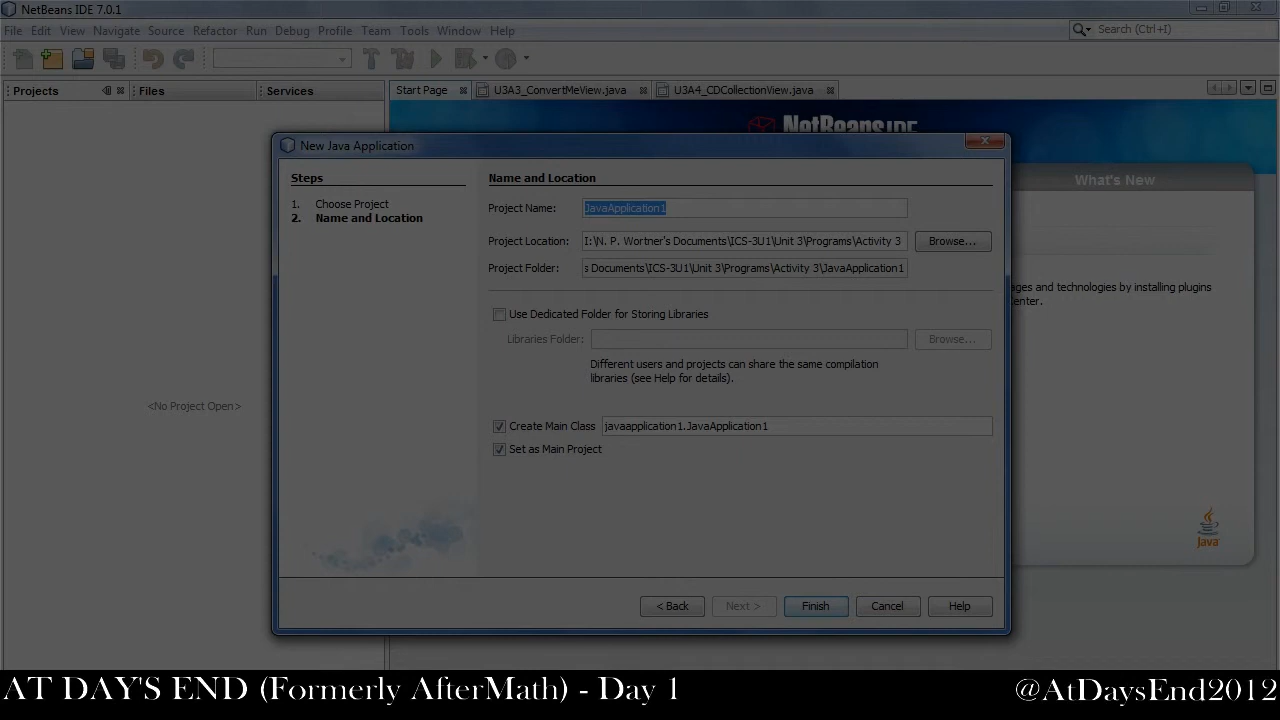 NetBeans IDE 7.0.1
File Edit View Navigate Source Refactor Run Debug Profile Team Tools Window Help
Search (Ctrl+I)
Projects Files Services
Start Page U3A3_ConvertMeView.java U3A4_CDCollectionView.java
NetBeans IDE
What's New
New Java Application
Steps
1. Choose Project
2. Name and Location
Name and Location
Project Name: JavaApplication1
Project Location: I:\N. P. Wortner's Documents\ICS-3U1\Unit 3\Programs\Activity 3 Browse...
Project Folder: s Documents\ICS-3U1\Unit 3\Programs\Activity 3\JavaApplication1
Use Dedicated Folder for Storing Libraries
Libraries Folder: Browse...
Different users and projects can share the same compilation
libraries (see Help for details).
Create Main Class javaapplication1.JavaApplication1
Set as Main Project
< Back Next > Finish Cancel Help
<No Project Open>
ages and technologies by installing plugins
enter.
Java
AT DAY'S END (Formerly AfterMath) - Day 1
@AtDaysEnd2012